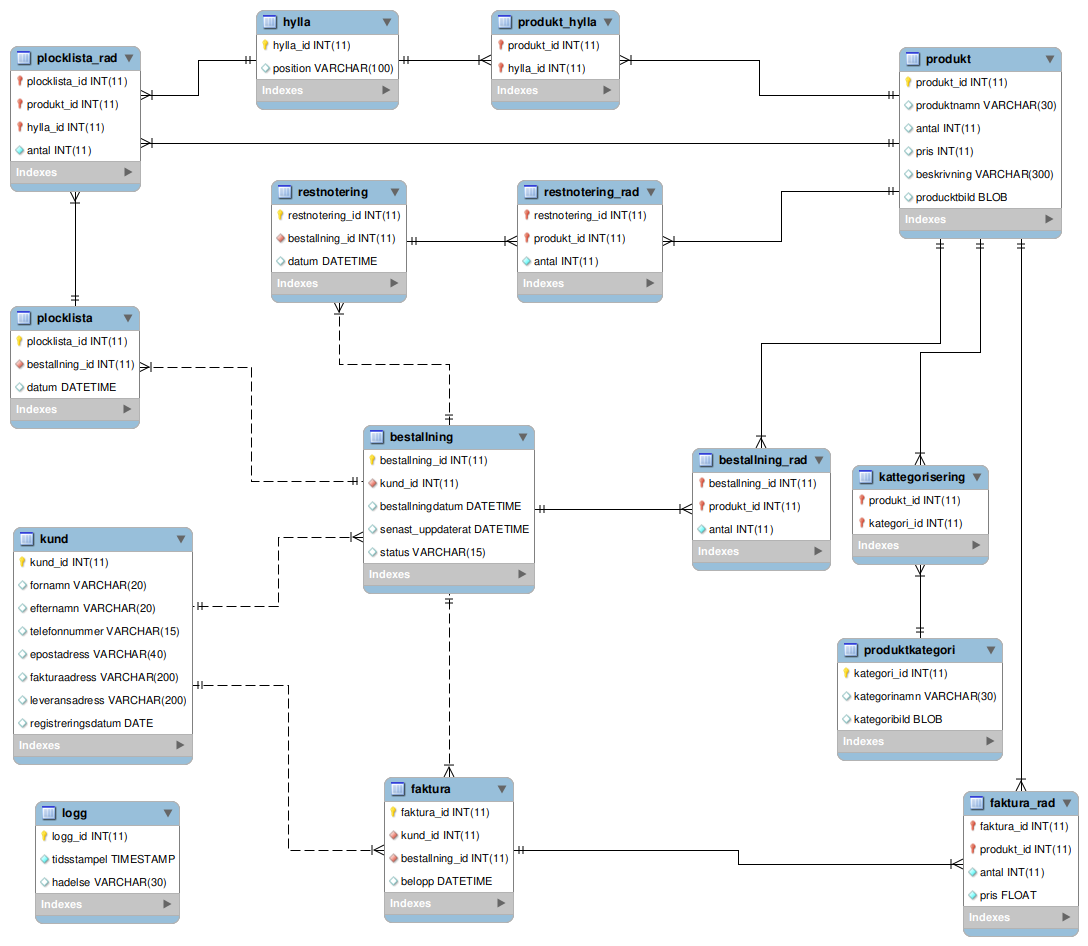 hylla
hylla_id INT(11)
position VARCHAR(100)
Indexes
produkt_hylla
produkt_id INT(11)
hylla_id INT(11)
Indexes
plocklista_rad
plocklista_id INT(11)
produkt_id INT(11)
hylla_id INT(11)
antal INT(11)
Indexes
produkt
produkt_id INT(11)
produktnamn VARCHAR(30)
antal INT(11)
pris INT(11)
beskrivning VARCHAR(300)
producktbild BLOB
Indexes
restnotering
restnotering_id INT(11)
bestallning_id INT(11)
datum DATETIME
Indexes
restnotering_rad
restnotering_id INT(11)
produkt_id INT(11)
antal INT(11)
Indexes
plocklista
plocklista_id INT(11)
bestallning_id INT(11)
datum DATETIME
Indexes
bestallning
bestallning_id INT(11)
kund_id INT(11)
bestallningdatum DATETIME
senast_uppdaterat DATETIME
status VARCHAR(15)
Indexes
bestallning_rad
bestallning_id INT(11)
produkt_id INT(11)
antal INT(11)
Indexes
kattegorisering
produkt_id INT(11)
kategori_id INT(11)
Indexes
kund
kund_id INT(11)
fornamn VARCHAR(20)
efternamn VARCHAR(20)
telefonnummer VARCHAR(15)
epostadress VARCHAR(40)
fakturaadress VARCHAR(200)
leveransadress VARCHAR(200)
registreringsdatum DATE
Indexes
produktkategori
kategori_id INT(11)
kategorinamn VARCHAR(30)
kategoribild BLOB
Indexes
logg
logg_id INT(11)
tidsstampel TIMESTAMP
hadelse VARCHAR(30)
Indexes
faktura
faktura_id INT(11)
kund_id INT(11)
bestallning_id INT(11)
belopp DATETIME
Indexes
faktura_rad
faktura_id INT(11)
produkt_id INT(11)
antal INT(11)
pris FLOAT
Indexes